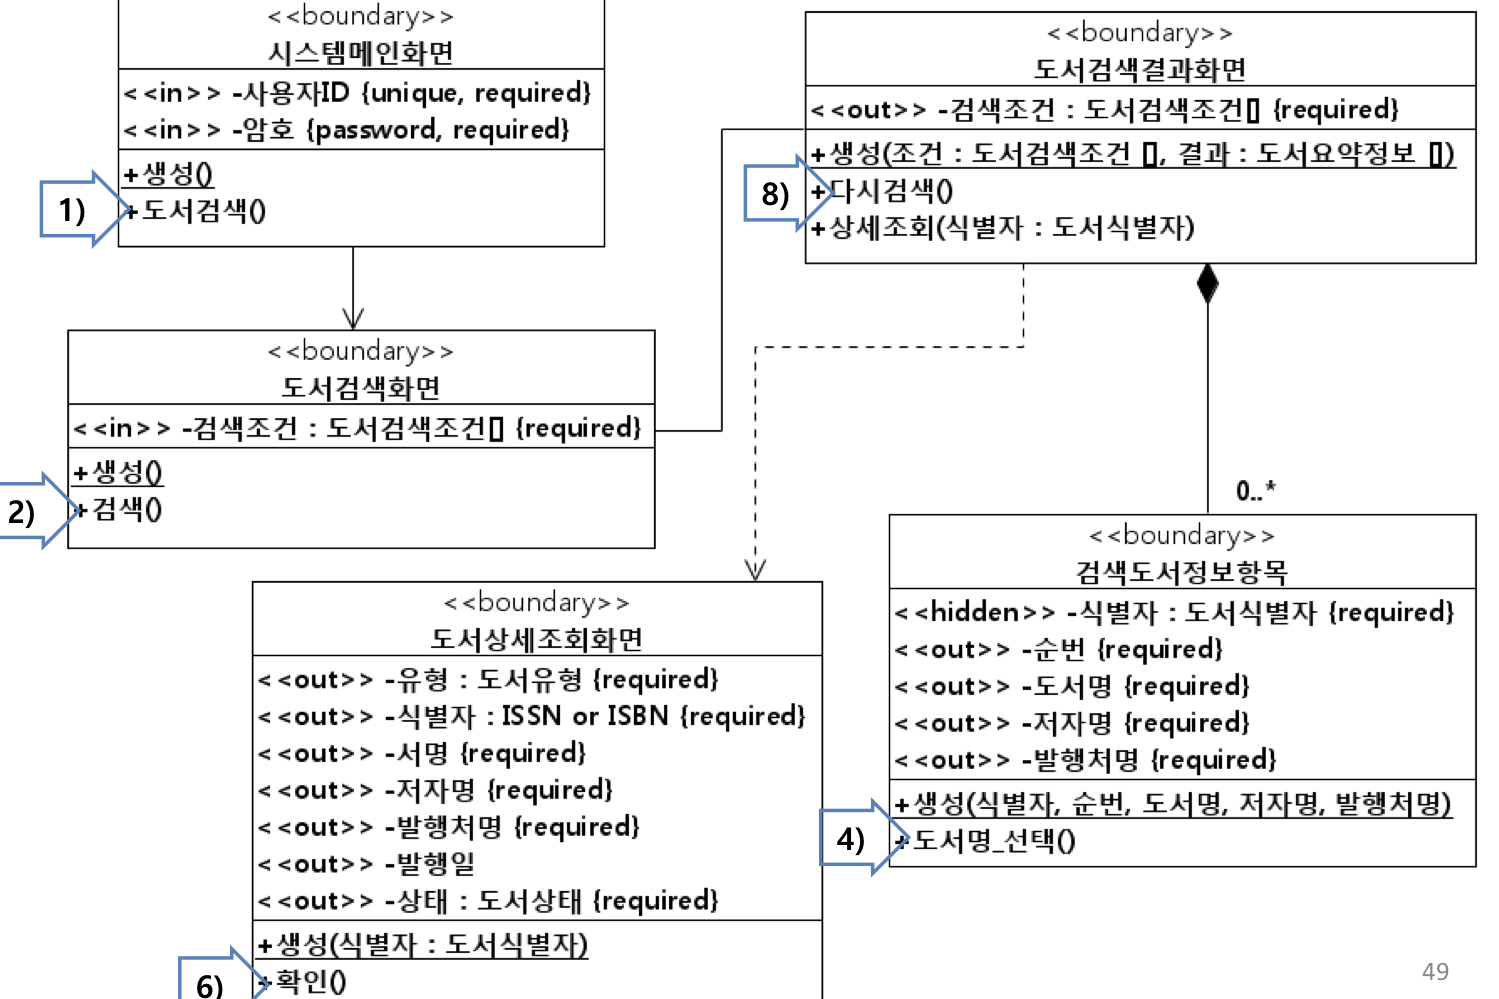 <<boundary>>
시스템메인화면
<<in>> -사용자ID {unique, required}
<<in>> -암호 {password, required}
+생성()
1)
+도서검색()
<<boundary>>
도서검색화면
<<in>> -검색조건 : 도서검색조건[] {required}
+생성()
2)
+검색()
<<boundary>>
도서검색결과화면
<<out>> -검색조건 : 도서검색조건[] {required}
+생성(조건 : 도서검색조건 [], 결과 : 도서요약정보 [])
8)
+다시검색()
+상세조회(식별자 : 도서식별자)
0..*
<<boundary>>
검색도서정보항목
<<hidden>> -식별자 : 도서식별자 {required}
<<out>> -순번 {required}
<<out>> -도서명 {required}
<<out>> -저자명 {required}
<<out>> -발행처명 {required}
+생성(식별자, 순번, 도서명, 저자명, 발행처명)
4)
+도서명_선택()
<<boundary>>
도서상세조회화면
<<out>> -유형 : 도서유형 {required}
<<out>> -식별자 : ISSN or ISBN {required}
<<out>> -서명 {required}
<<out>> -저자명 {required}
<<out>> -발행처명 {required}
<<out>> -발행일
<<out>> -상태 : 도서상태 {required}
+생성(식별자 : 도서식별자)
6)
+확인()
49